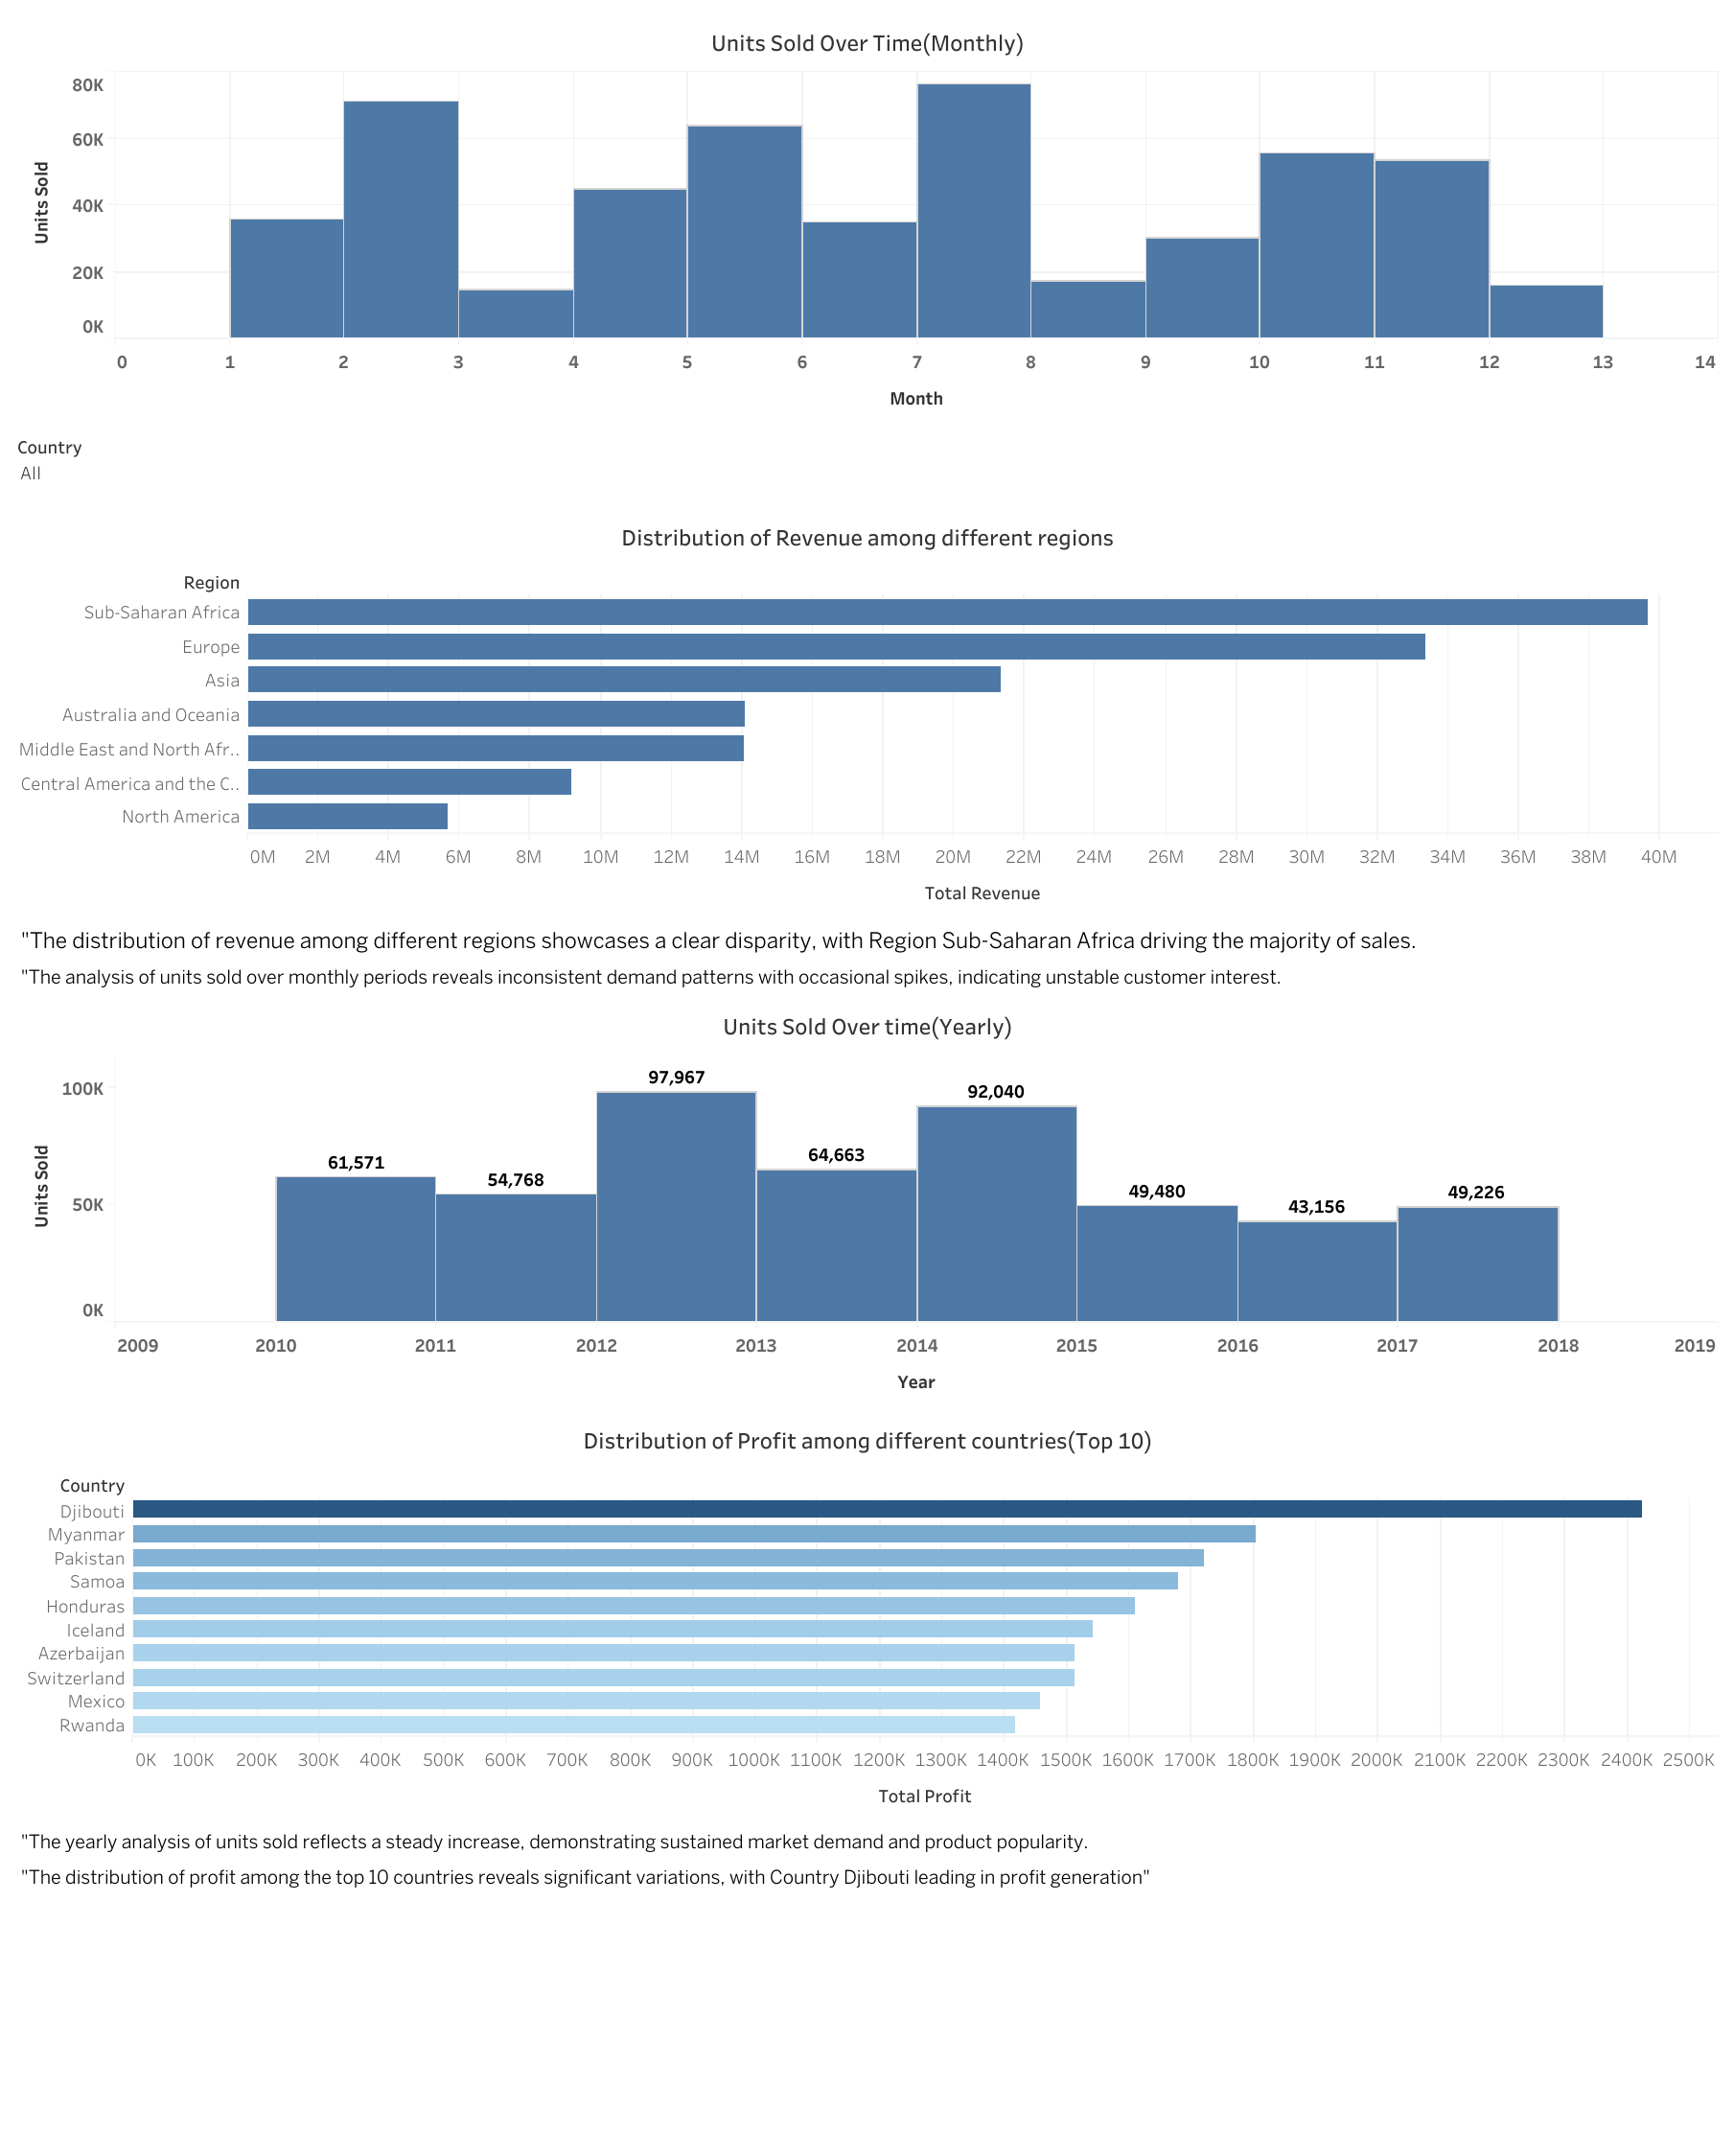 Units Sold Over Time(Monthly)
80K
60K
40K
20K
0K
Units Sold
0 1 2 3 4 5 6 7 8 9 10 11 12 13 14
Month
Country
All
Distribution of Revenue among different regions
Region
Sub-Saharan Africa
Europe
Asia
Australia and Oceania
Middle East and North Afr..
Central America and the C..
North America
0M 2M 4M 6M 8M 10M 12M 14M 16M 18M 20M 22M 24M 26M 28M 30M 32M 34M 36M 38M 40M
Total Revenue
"The distribution of revenue among different regions showcases a clear disparity, with Region Sub-Saharan Africa driving the majority of sales.
"The analysis of units sold over monthly periods reveals inconsistent demand patterns with occasional spikes, indicating unstable customer interest.
Units Sold Over time(Yearly)
100K
50K
0K
Units Sold
61,571 54,768 97,967 64,663 92,040 49,480 43,156 49,226
2009 2010 2011 2012 2013 2014 2015 2016 2017 2018 2019
Year
Distribution of Profit among different countries(Top 10)
Country
Djibouti
Myanmar
Pakistan
Samoa
Honduras
Iceland
Azerbaijan
Switzerland
Mexico
Rwanda
0K 100K 200K 300K 400K 500K 600K 700K 800K 900K 1000K 1100K 1200K 1300K 1400K 1500K 1600K 1700K 1800K 1900K 2000K 2100K 2200K 2300K 2400K 2500K
Total Profit
"The yearly analysis of units sold reflects a steady increase, demonstrating sustained market demand and product popularity.
"The distribution of profit among the top 10 countries reveals significant variations, with Country Djibouti leading in profit generation"